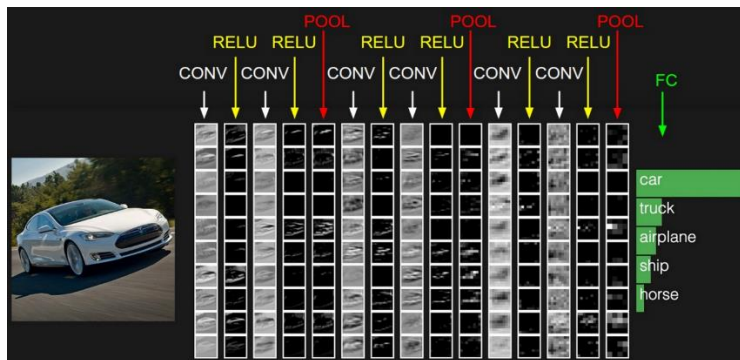 POOL POOL POOL
RELU RELU RELU RELU RELU RELU
CONV CONV CONV CONV CONV CONV FC
car
truck
airplane
ship
horse